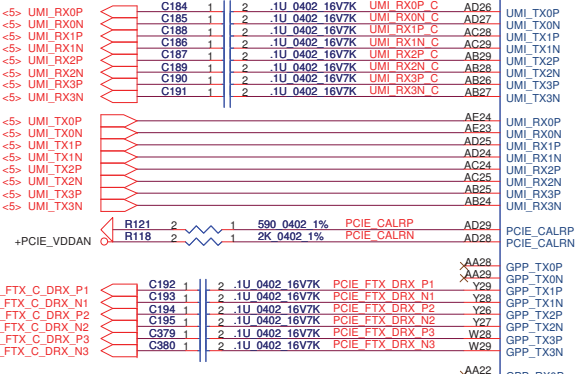 <5> UMI_RX0P C184 1 2 .1U_0402_16V7K UMI_RX0P_C AD26 UMI_TX0P
<5> UMI_RX0N C185 1 2 .1U_0402_16V7K UMI_RX0N_C AD27 UMI_TX0N
<5> UMI_RX1P C188 1 2 .1U_0402_16V7K UMI_RX1P_C AC28 UMI_TX1P
<5> UMI_RX1N C186 1 2 .1U_0402_16V7K UMI_RX1N_C AC29 UMI_TX1N
<5> UMI_RX2P C187 1 2 .1U_0402_16V7K UMI_RX2P_C AB29 UMI_TX2P
<5> UMI_RX2N C189 1 2 .1U_0402_16V7K UMI_RX2N_C AB28 UMI_TX2N
<5> UMI_RX3P C190 1 2 .1U_0402_16V7K UMI_RX3P_C AB26 UMI_TX3P
<5> UMI_RX3N C191 1 2 .1U_0402_16V7K UMI_RX3N_C AB27 UMI_TX3N
<5> UMI_TX0P AE24 UMI_RX0P
<5> UMI_TX0N AE23 UMI_RX0N
<5> UMI_TX1P AD25 UMI_RX1P
<5> UMI_TX1N AD24 UMI_RX1N
<5> UMI_TX2P AC24 UMI_RX2P
<5> UMI_TX2N AC25 UMI_RX2N
<5> UMI_TX3P AB25 UMI_RX3P
<5> UMI_TX3N AB24 UMI_RX3N
R121 2 1 590_0402_1% PCIE_CALRP AD29 PCIE_CALRP
+PCIE_VDDAN R118 2 1 2K_0402_1% PCIE_CALRN AD28 PCIE_CALRN
AA28 GPP_TX0P
AA29 GPP_TX0N
_FTX_C_DRX_P1 C192 1 2 .1U_0402_16V7K PCIE_FTX_DRX_P1 Y29 GPP_TX1P
_FTX_C_DRX_N1 C193 1 2 .1U_0402_16V7K PCIE_FTX_DRX_N1 Y28 GPP_TX1N
_FTX_C_DRX_P2 C194 1 2 .1U_0402_16V7K PCIE_FTX_DRX_P2 Y26 GPP_TX2P
_FTX_C_DRX_N2 C195 1 2 .1U_0402_16V7K PCIE_FTX_DRX_N2 Y27 GPP_TX2N
_FTX_C_DRX_P3 C379 1 2 .1U_0402_16V7K PCIE_FTX_DRX_P3 W28 GPP_TX3P
_FTX_C_DRX_N3 C380 1 2 .1U_0402_16V7K PCIE_FTX_DRX_N3 W29 GPP_TX3N
AA22